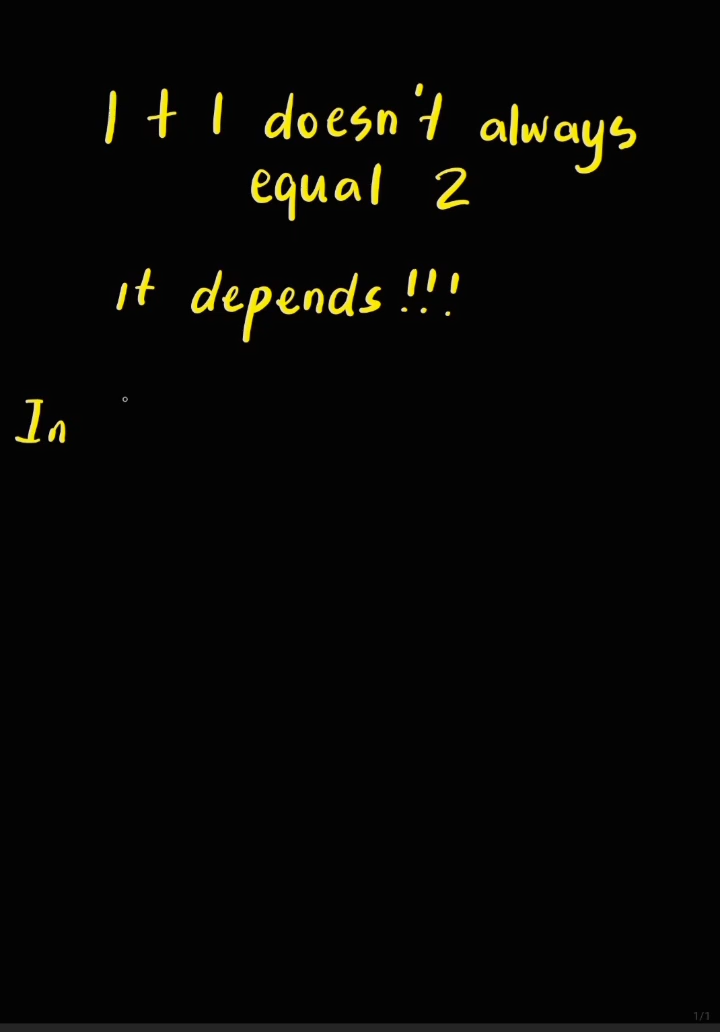 1 + 1 doesn't always
equal 2
it depends!!!
In
1/1